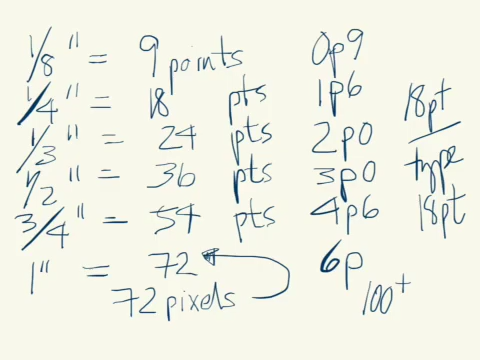 1/8" = 9 points 0p9
1/4" = 18 pts 1p6
1/3" = 24 pts 2p0
1/2" = 36 pts 3p0
3/4" = 54 pts 4p6
1" = 72 6p
72 pixels
100+
18pt
type
18pt